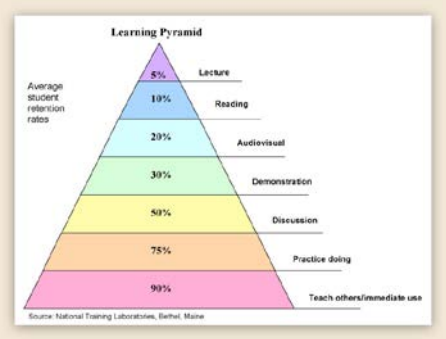 Learning Pyramid
Average
student
retention
rates
5% Lecture
10% Reading
20% Audiovisual
30% Demonstration
50% Discussion
75% Practice doing
90% Teach others/immediate use
Source: National Training Laboratories, Bethel, Maine